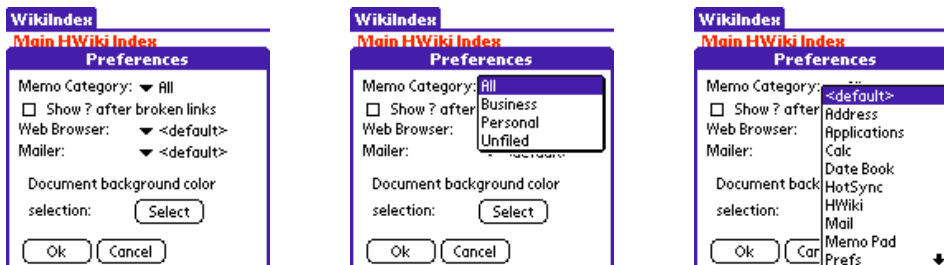 WikiIndex
Main HWiki Index
Preferences
Memo Category: All
Show ? after broken links
Web Browser: <default>
Mailer: <default>
Document background color
selection: Select
Ok Cancel
WikiIndex
Main HWiki Index
Preferences
Memo Category: All
Show ? after Business
Web Browser: Personal
Unfiled
Mailer:
Document background color
selection: Select
Ok Cancel
WikiIndex
Main HWiki Index
Preferences
Memo Category:
<default>
Show ? after Address
Web Browser: Applications
Mailer: Calc
Date Book
Document back HotSync
selection: HWiki
Mail
Ok Car Memo Pad
Prefs